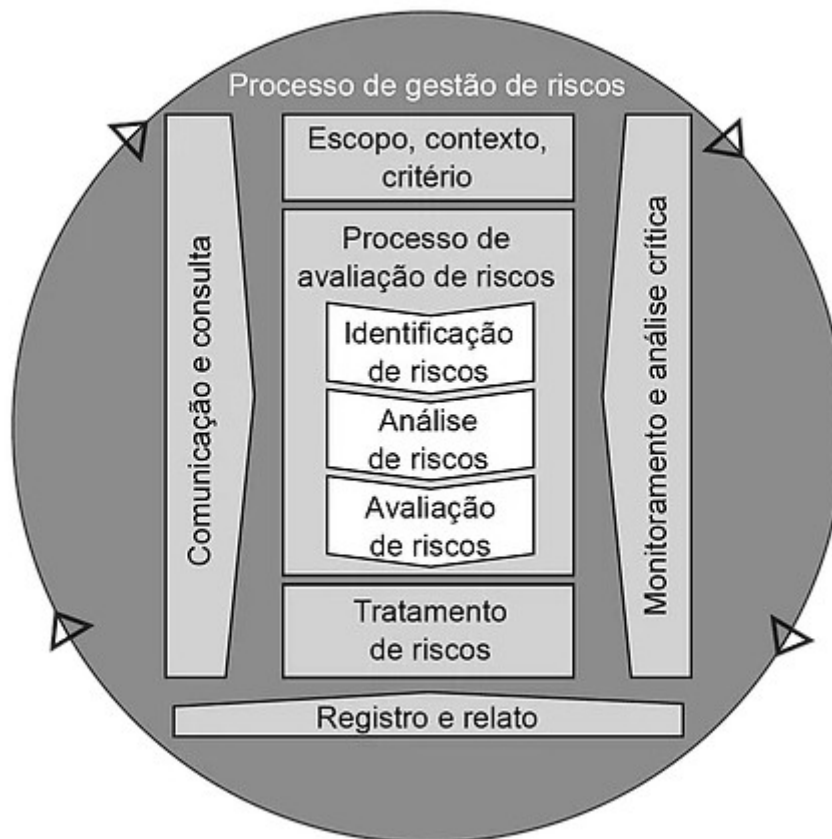 Processo de gestão de riscos
Comunicação e consulta
Escopo, contexto,
critério
Processo de
avaliação de riscos
Identificação
de riscos
Análise
de riscos
Avaliação
de riscos
Tratamento
de riscos
Monitoramento e análise crítica
Registro e relato